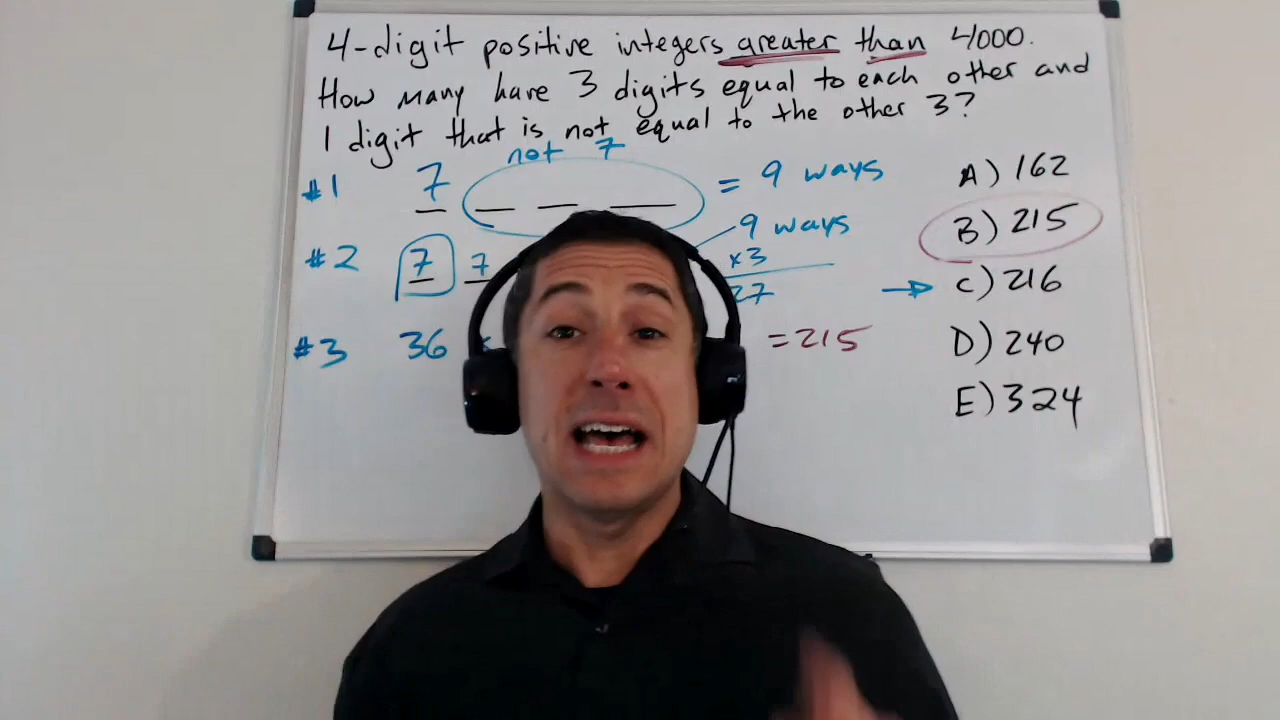 4-digit positive integers greater than 4000.
How many have 3 digits equal to each other and
1 digit that is not equal to the other 3?
not 7
#1 7 = 9 ways
A) 162
9 ways
B) 215
#2 7 7 x3
27
C) 216
#3 36 = 215
D) 240
E) 324